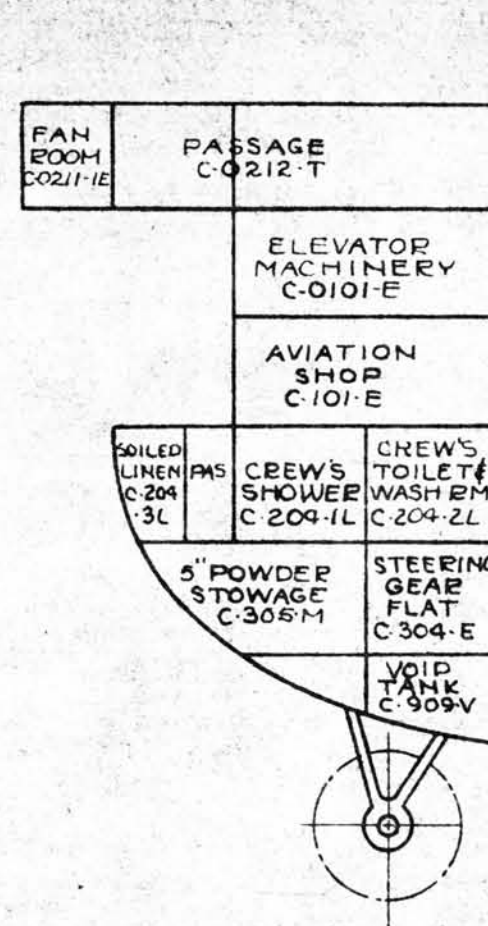 FAN
ROOM
C-0211-1E
PASSAGE
C-0212-T
ELEVATOR
MACHINERY
C-0101-E
AVIATION
SHOP
C-101-E
SOILED
LINEN
C-204
-3L
PAS
CREW'S
SHOWER
C-204-1L
CREW'S
TOILET &
WASH RM
C-204-2L
5" POWDER
STOWAGE
C-305-M
STEERING
GEAR
FLAT
C-304-E
VOID
TANK
C-909-V